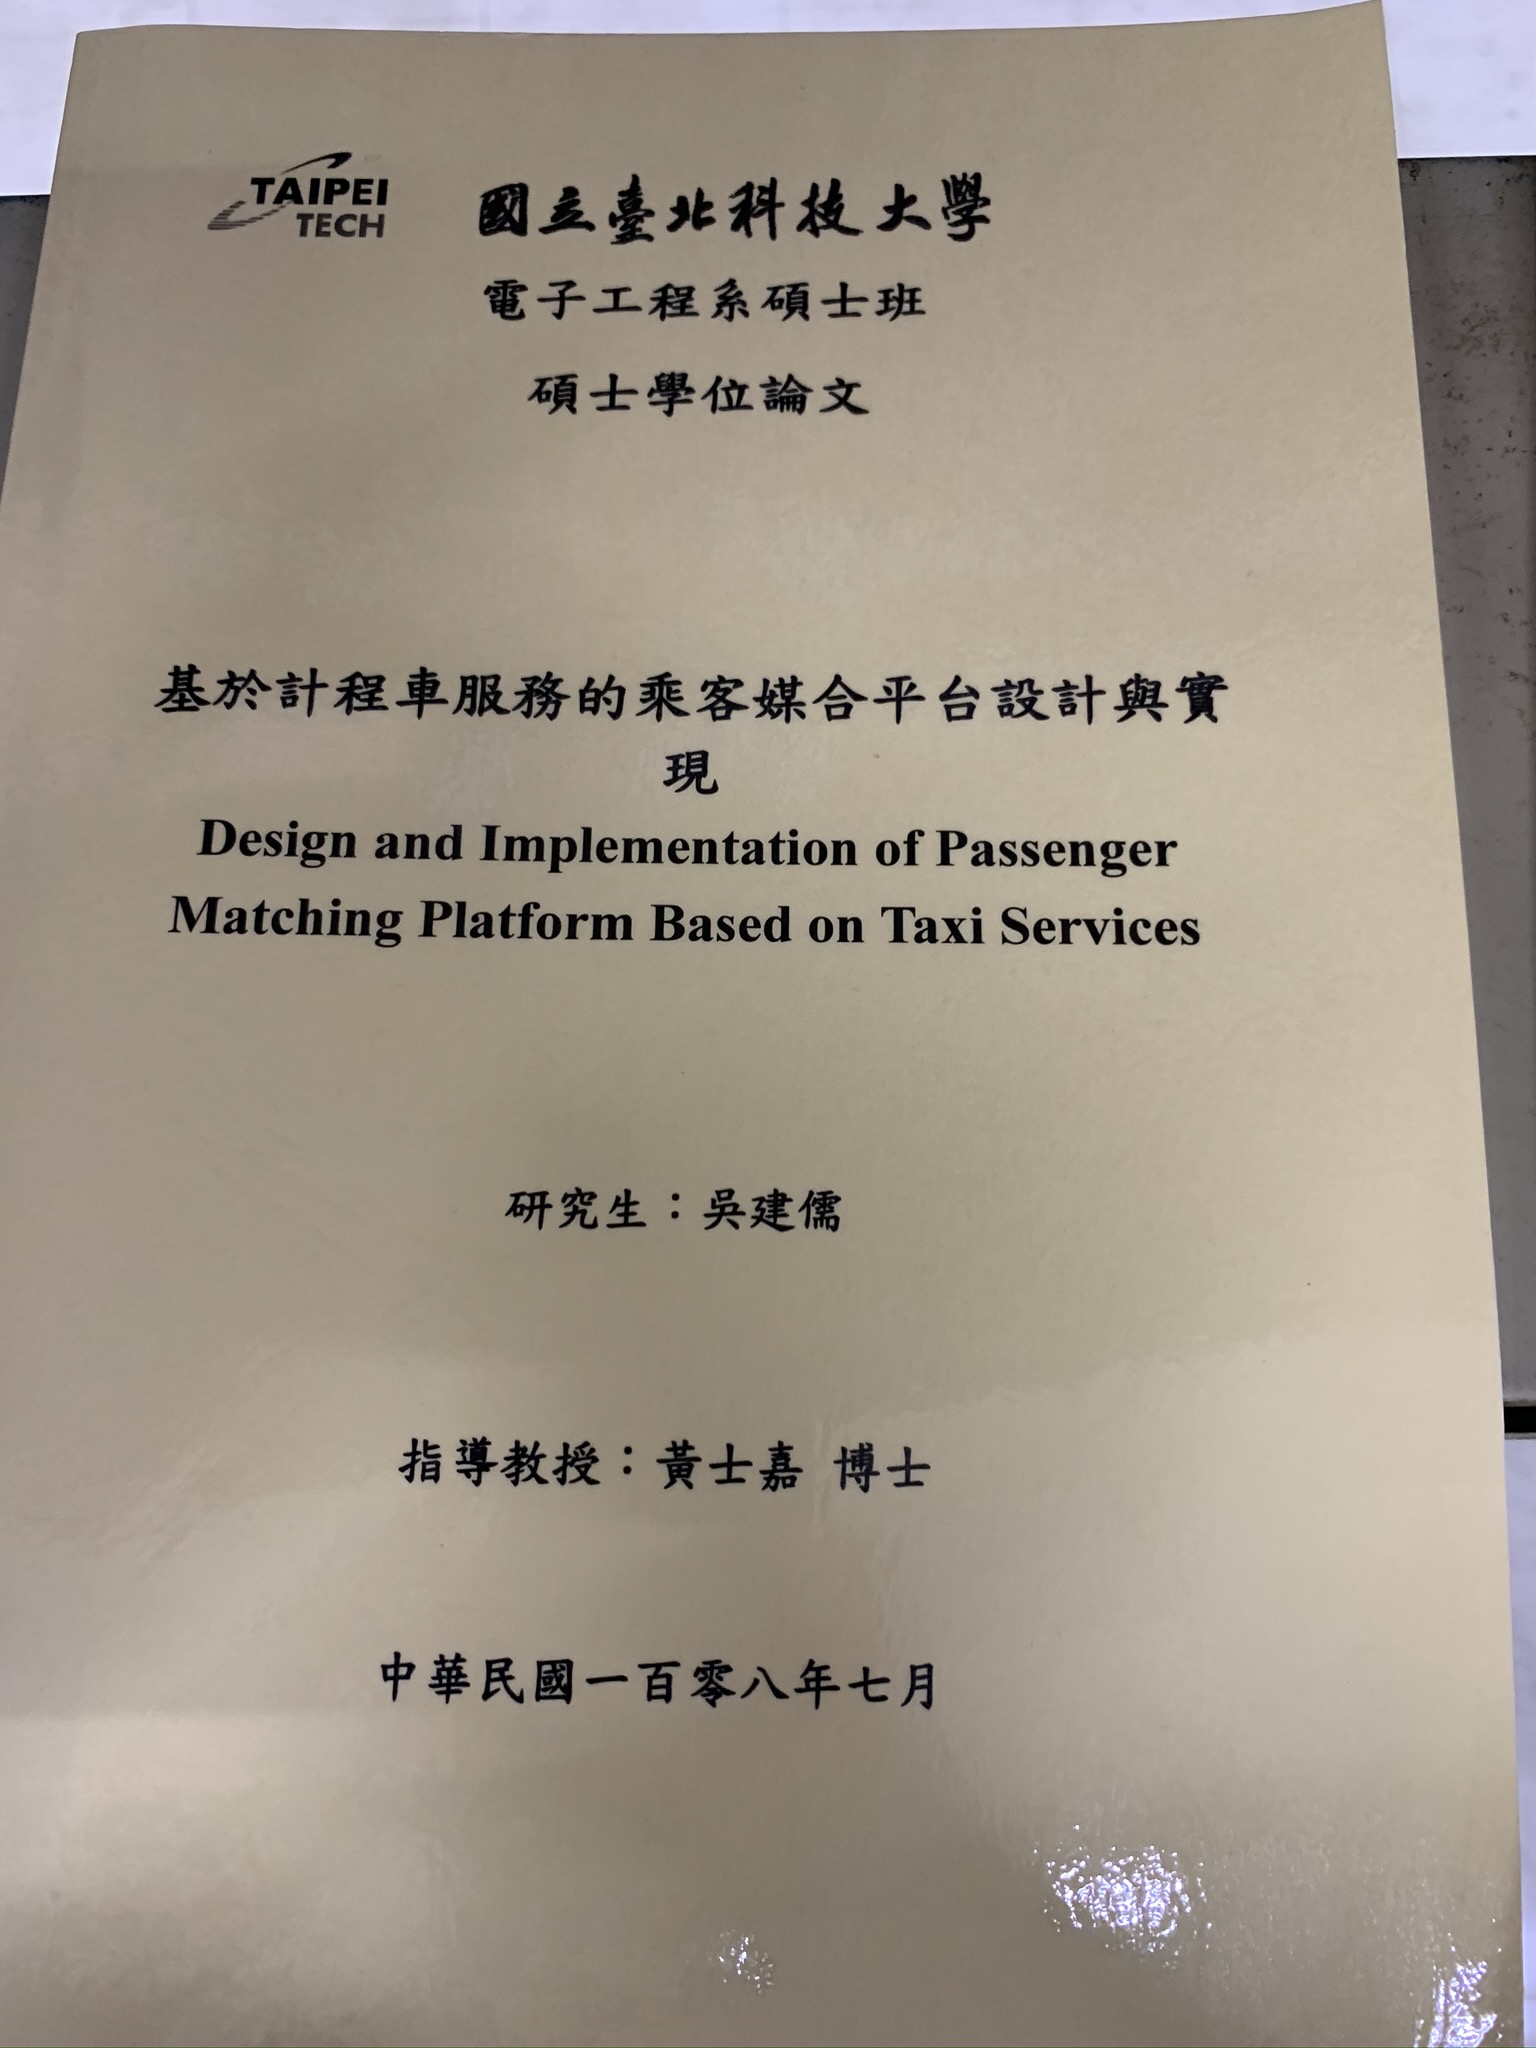 TAIPEI
TECH
國立臺北科技大學
電子工程系碩士班
碩士學位論文
基於計程車服務的乘客媒合平台設計與實
現
Design and Implementation of Passenger
Matching Platform Based on Taxi Services
研究生：吳建儒
指導教授：黃士嘉 博士
中華民國一百零八年七月